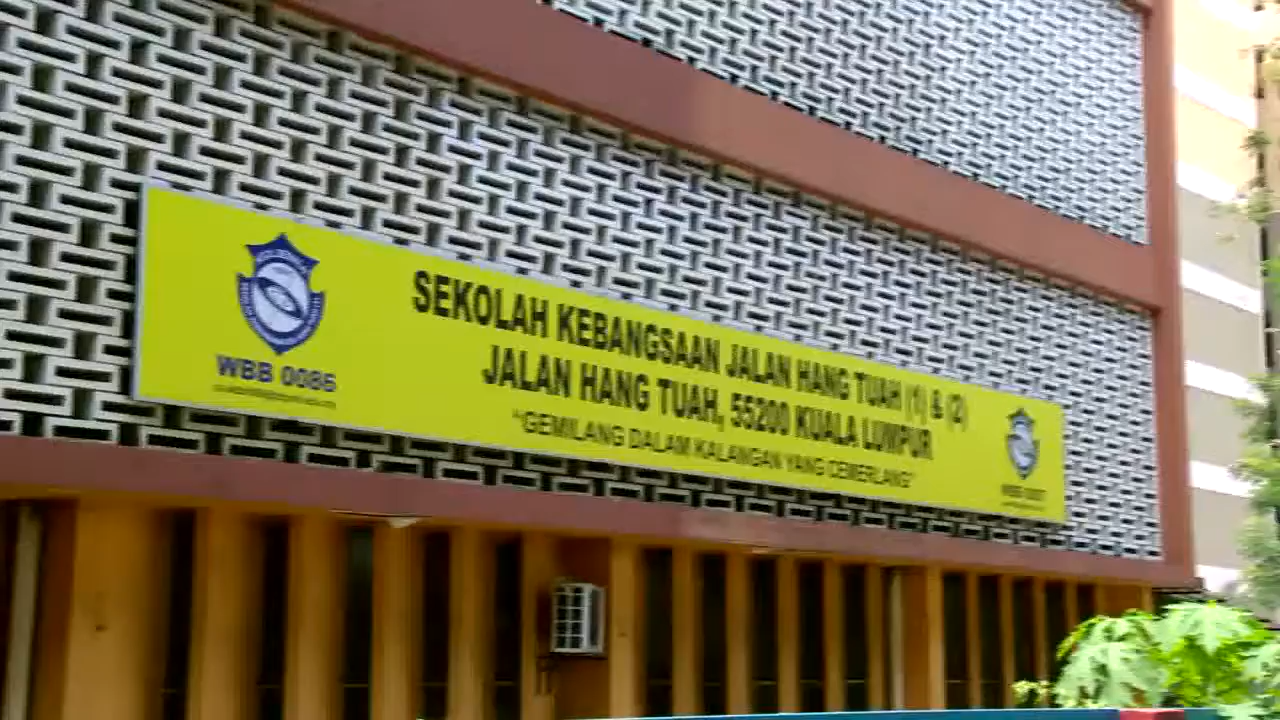 SEKOLAH KEBANGSAAN JALAN HANG TUAH (1) & (2)
JALAN HANG TUAH, 55200 KUALA LUMPUR
"GEMILANG DALAM KALANGAN YANG CEMERLANG"
WBB 0086